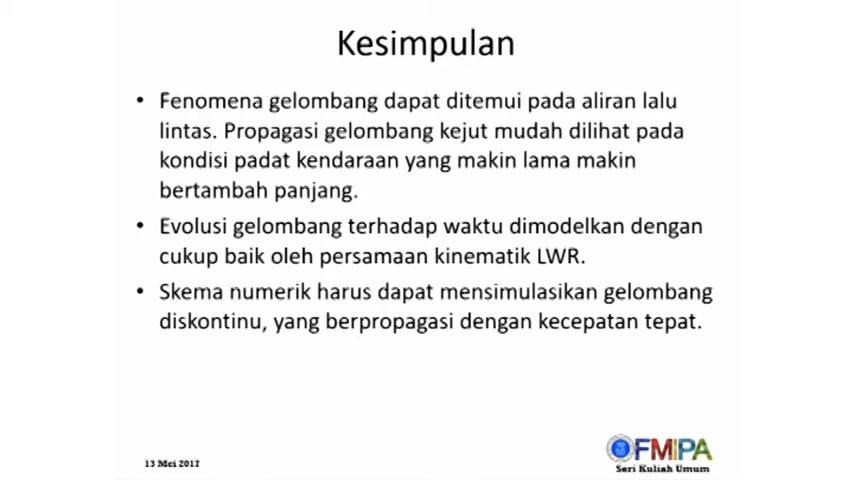 Kesimpulan
• Fenomena gelombang dapat ditemui pada aliran lalu
lintas. Propagasi gelombang kejut mudah dilihat pada
kondisi padat kendaraan yang makin lama makin
bertambah panjang.
• Evolusi gelombang terhadap waktu dimodelkan dengan
cukup baik oleh persamaan kinematik LWR.
• Skema numerik harus dapat mensimulasikan gelombang
diskontinu, yang berpropagasi dengan kecepatan tepat.
13 Mei 2017
FMIPA
Seri Kuliah Umum